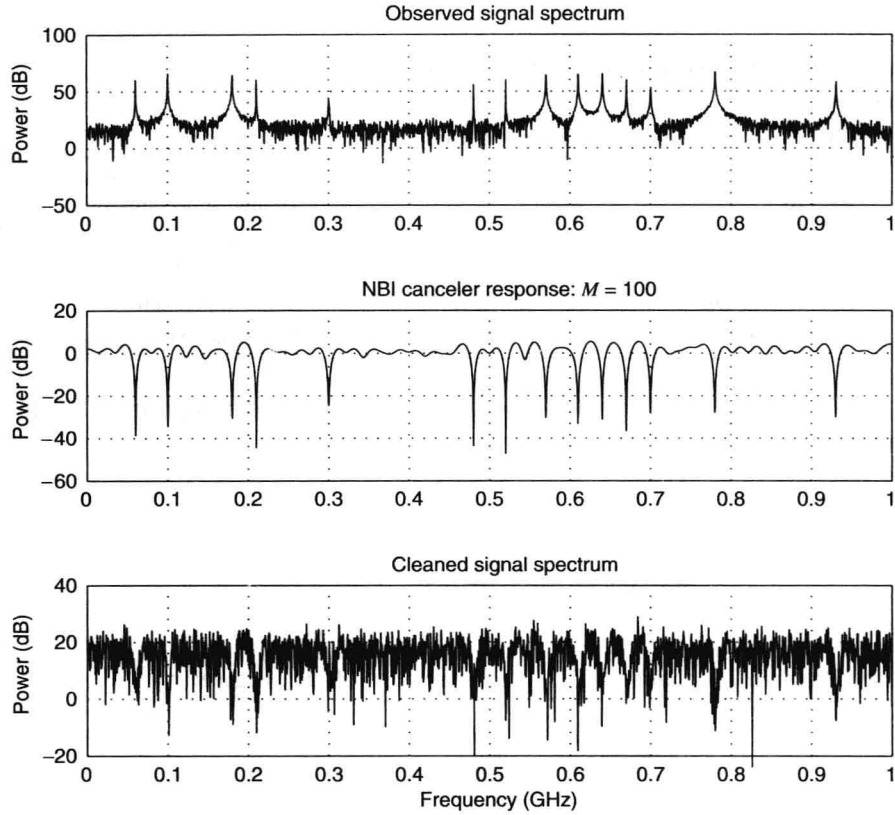 Observed signal spectrum
Power (dB)
100
50
0
−50
0 0.1 0.2 0.3 0.4 0.5 0.6 0.7 0.8 0.9 1
NBI canceler response: M = 100
Power (dB)
20
0
−20
−40
−60
0 0.1 0.2 0.3 0.4 0.5 0.6 0.7 0.8 0.9 1
Cleaned signal spectrum
Power (dB)
40
20
0
−20
0 0.1 0.2 0.3 0.4 0.5 0.6 0.7 0.8 0.9 1
Frequency (GHz)